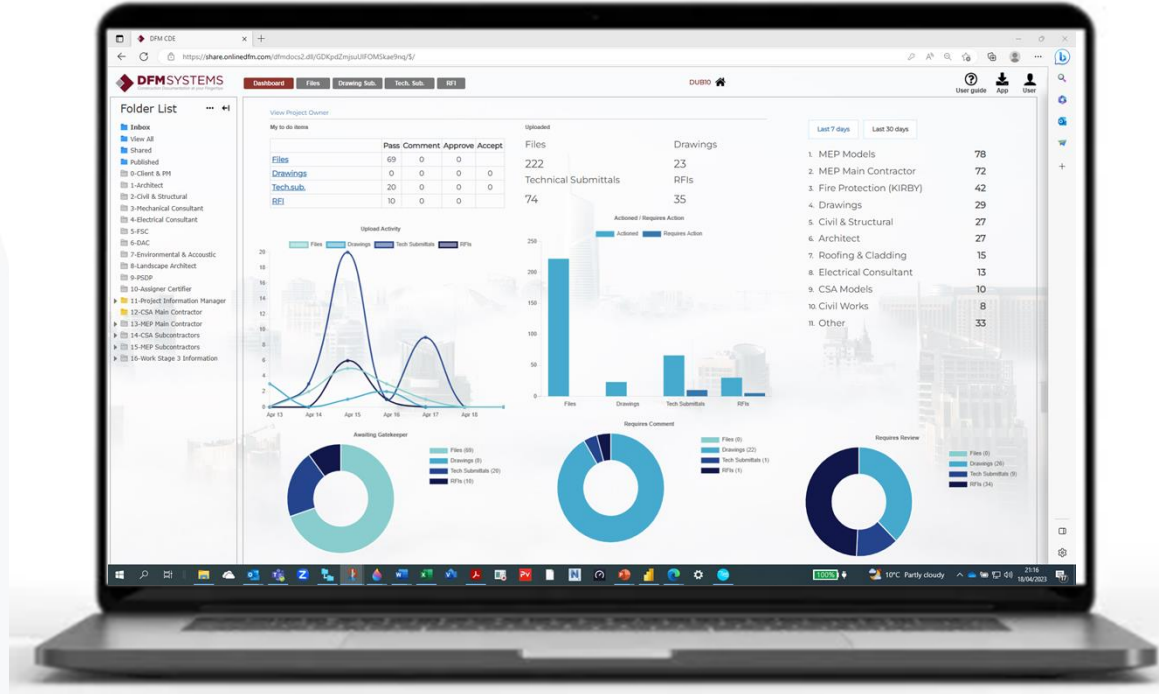 DFM CDE
https://share.onlinedfm.com/dfmdocs2.dll/GDKpdZmjsuUIFOMSkae9nq/$/
DFMSYSTEMS
Construction Documentation at your Fingertips
Dashboard Files Drawing Sub. Tech. Sub. RFI
DUB10
User guide App User
Folder List
Inbox
View All
Shared
Published
0-Client & PM
1-Architect
2-Civil & Structural
3-Mechanical Consultant
4-Electrical Consultant
5-FSC
6-DAC
7-Environmental & Accoustic
8-Landscape Architect
9-PSDP
10-Assigner Certifier
11-Project Information Manager
12-CSA Main Contractor
13-MEP Main Contractor
14-CSA Subcontractors
15-MEP Subcontractors
16-Work Stage 3 Information
View Project Owner
My to do items
Pass Comment Approve Accept
Files 69 0 0
Drawings 0 0 0 0
Tech.sub. 20 0 0 0
RFI 10 0 0
Uploaded
Files Drawings
222 23
Technical Submittals RFIs
74 35
Last 7 days Last 30 days
1. MEP Models 78
2. MEP Main Contractor 72
3. Fire Protection (KIRBY) 42
4. Drawings 29
5. Civil & Structural 27
6. Architect 27
7. Roofing & Cladding 15
8. Electrical Consultant 13
9. CSA Models 10
10. Civil Works 8
11. Other 33
Upload Activity
Files Drawings Tech Submittals RFIs
20
18
16
14
12
10
8
6
4
2
0
Apr 13 Apr 14 Apr 15 Apr 16 Apr 17 Apr 18
Actioned / Requires Action
Actioned Requires Action
250
200
150
100
50
0
Files Drawings Tech Submittals RFIs
Awaiting Gatekeeper
Files (69)
Drawings (0)
Tech Submittals (20)
RFIs (10)
Requires Comment
Files (0)
Drawings (22)
Tech Submittals (1)
RFIs (1)
Requires Review
Files (0)
Drawings (26)
Tech Submittals (9)
RFIs (34)
100%
10°C Partly cloudy
21:16
18/04/2023